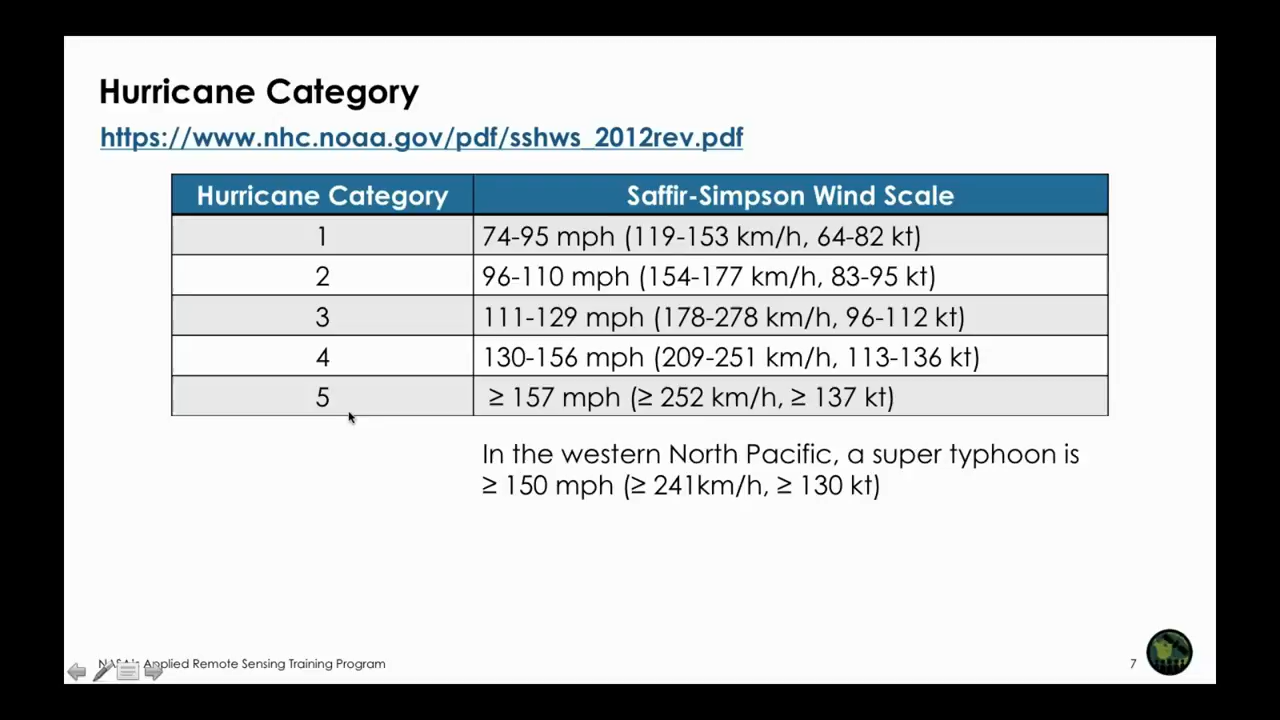 Hurricane Category
https://www.nhc.noaa.gov/pdf/sshws_2012rev.pdf
Hurricane Category Saffir-Simpson Wind Scale
1 74-95 mph (119-153 km/h, 64-82 kt)
2 96-110 mph (154-177 km/h, 83-95 kt)
3 111-129 mph (178-278 km/h, 96-112 kt)
4 130-156 mph (209-251 km/h, 113-136 kt)
5 ≥ 157 mph (≥ 252 km/h, ≥ 137 kt)
In the western North Pacific, a super typhoon is
≥ 150 mph (≥ 241km/h, ≥ 130 kt)
NASA's Applied Remote Sensing Training Program 7